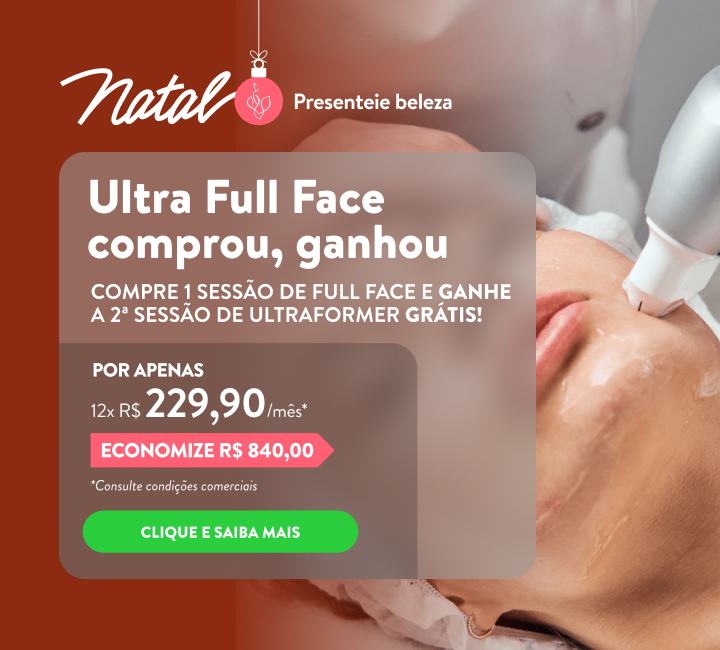 Natal
Presenteie beleza
Ultra Full Face
comprou, ganhou
COMPRE 1 SESSÃO DE FULL FACE E GANHE
A 2ª SESSÃO DE ULTRAFORMER GRÁTIS!
POR APENAS
12x R$ 229,90/mês*
ECONOMIZE R$ 840,00
*Consulte condições comerciais
CLIQUE E SAIBA MAIS